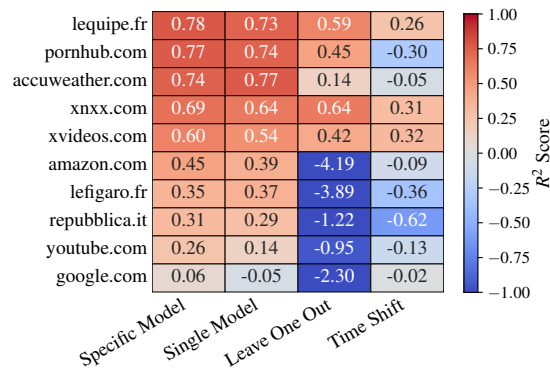 lequipe.fr 0.78 0.73 0.59 0.26
pornhub.com 0.77 0.74 0.45 -0.30
accuweather.com 0.74 0.77 0.14 -0.05
xnxx.com 0.69 0.64 0.64 0.31
xvideos.com 0.60 0.54 0.42 0.32
amazon.com 0.45 0.39 -4.19 -0.09
lefigaro.fr 0.35 0.37 -3.89 -0.36
repubblica.it 0.31 0.29 -1.22 -0.62
youtube.com 0.26 0.14 -0.95 -0.13
google.com 0.06 -0.05 -2.30 -0.02
Specific Model
Single Model
Leave One Out
Time Shift
1.00
0.75
0.50
0.25
0.00
−0.25
−0.50
−0.75
−1.00
R² Score